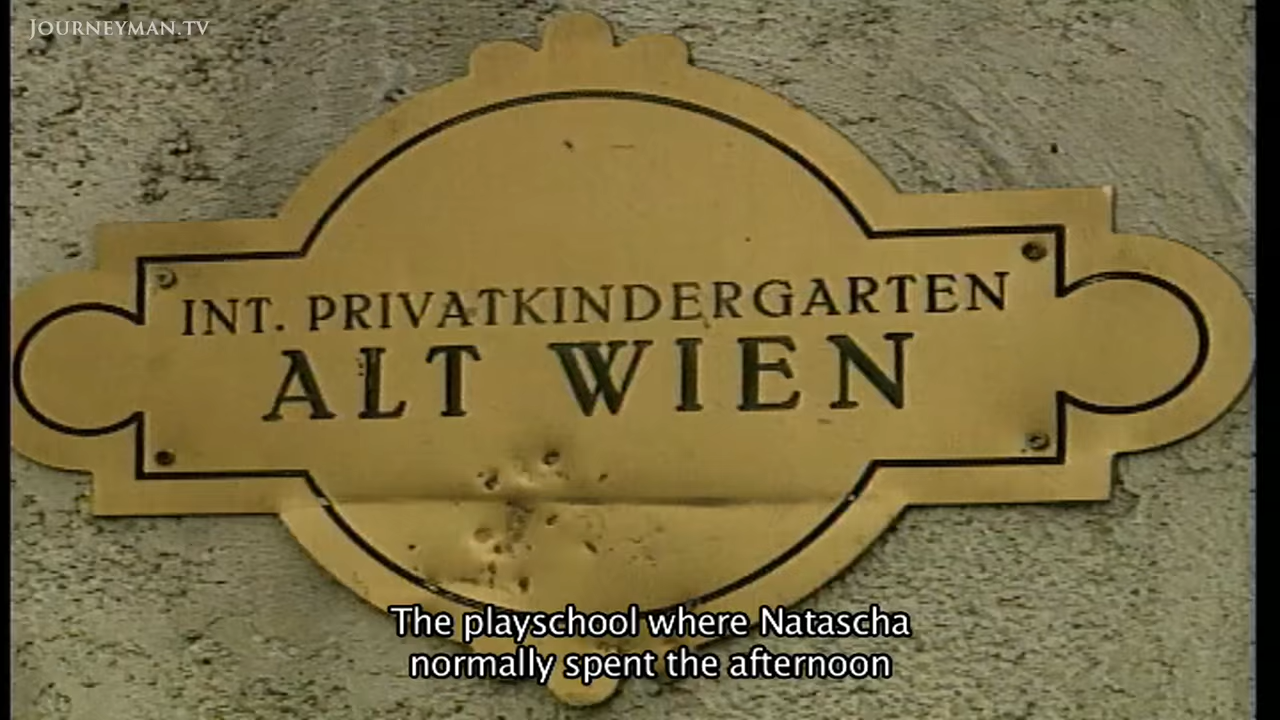 JOURNEYMAN.TV
INT. PRIVATKINDERGARTEN
ALT WIEN
The playschool where Natascha
normally spent the afternoon